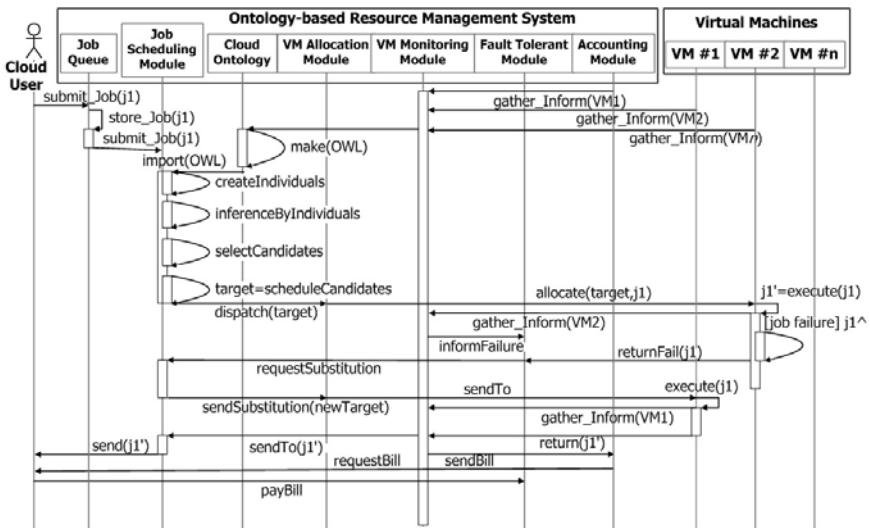 Ontology-based Resource Management System
Virtual Machines
Cloud User
Job Queue
Job Scheduling Module
Cloud Ontology
VM Allocation Module
VM Monitoring Module
Fault Tolerant Module
Accounting Module
VM #1
VM #2
VM #n
submit_Job(j1)
gather_Inform(VM1)
store_Job(j1)
gather_Inform(VM2)
submit_Job(j1)
gather_Inform(VMn)
make(OWL)
import(OWL)
createIndividuals
inferenceByIndividuals
selectCandidates
target=scheduleCandidates
allocate(target,j1)
j1'=execute(j1)
dispatch(target)
gather_Inform(VM2)
[job failure] j1^
informFailure
returnFail(j1)
requestSubstitution
sendTo
execute(j1)
sendSubstitution(newTarget)
gather_Inform(VM1)
send(j1')
sendTo(j1')
return(j1')
requestBill
sendBill
payBill